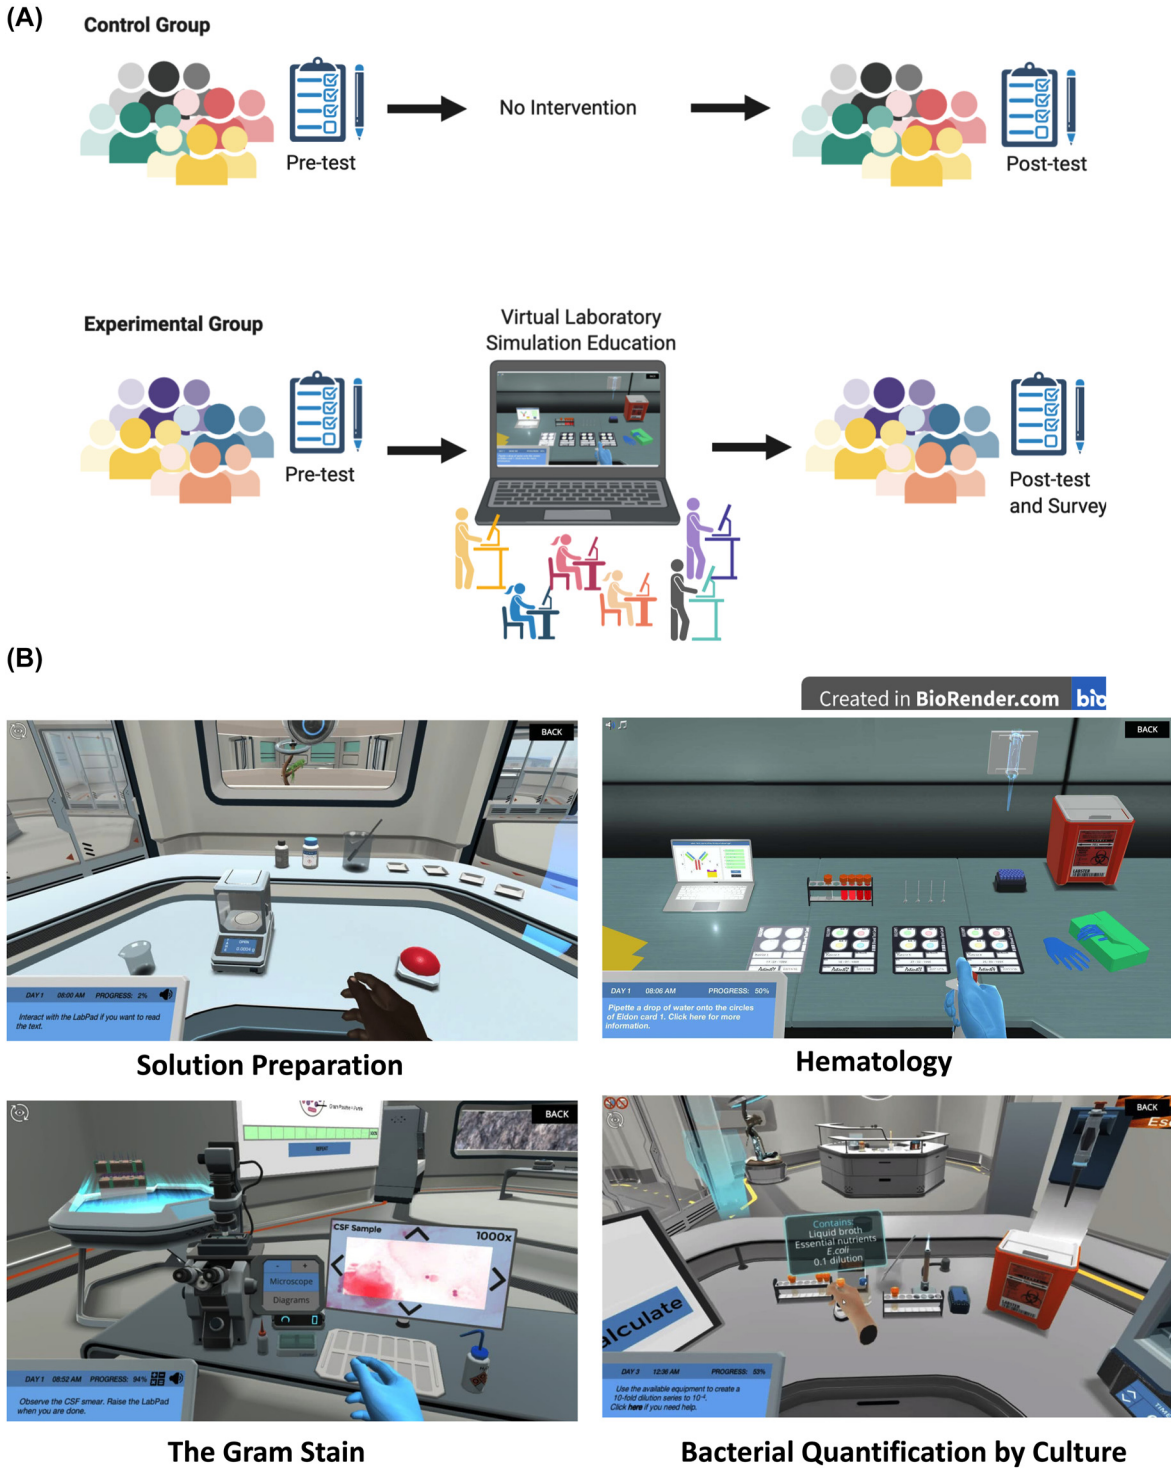 (A)
Control Group
Pre-test
No Intervention
Post-test
Experimental Group
Virtual Laboratory
Simulation Education
Pre-test
Post-test
and Survey
(B)
Created in BioRender.com
bio
BACK
DAY 1 08:00 AM PROGRESS: 2%
Interact with the LabPad if you want to read
the text.
Solution Preparation
BACK
DAY 1 08:06 AM PROGRESS: 50%
Pipette a drop of water onto the circles
of Eldon card 1. Click here for more
information.
Hematology
BACK
REPEAT
CSF Sample
1000x
- +
Microscope
Diagrams
DAY 1 08:52 AM PROGRESS: 94%
Observe the CSF smear. Raise the LabPad
when you are done.
The Gram Stain
BACK
Contains:
Liquid broth
Essential nutrients
E.coli
0.1 dilution
alculate
DAY 3 12:36 AM PROGRESS: 53%
Use the available equipment to create a
10-fold dilution series to 10⁻⁴.
Click here if you need help.
Bacterial Quantification by Culture